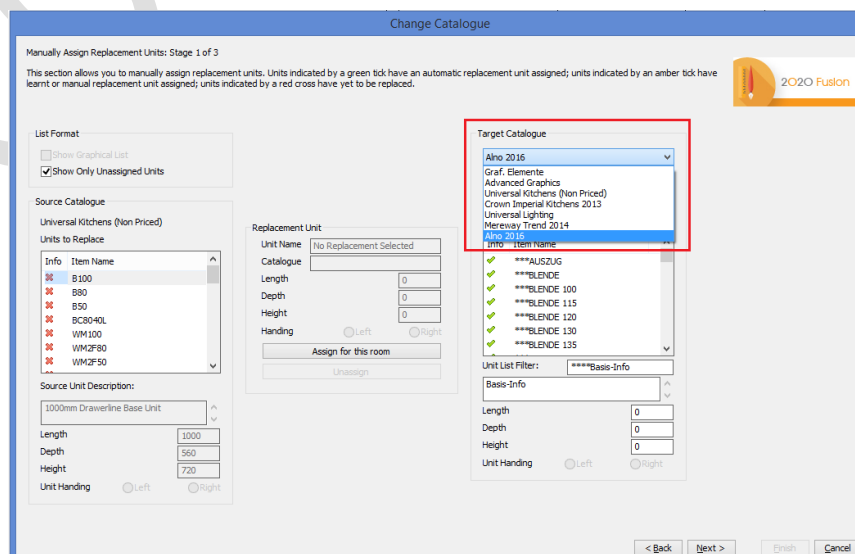 Change Catalogue
Manually Assign Replacement Units: Stage 1 of 3
This section allows you to manually assign replacement units. Units indicated by a green tick have an automatic replacement unit assigned; units indicated by an amber tick have
learnt or manual replacement unit assigned; units indicated by a red cross have yet to be replaced.
2020 Fusion
List Format
Show Graphical List
Show Only Unassigned Units
Source Catalogue
Universal Kitchens (Non Priced)
Units to Replace
Info Item Name
B100
B80
B50
BC8040L
WM100
WM2F80
WM2F50
Source Unit Description:
1000mm Drawerline Base Unit
Length 1000
Depth 560
Height 720
Unit Handing Left Right
Replacement Unit
Unit Name No Replacement Selected
Catalogue
Length 0
Depth 0
Height 0
Handing Left Right
Assign for this room
Unassign
Target Catalogue
Alno 2016
Graf. Elemente
Advanced Graphics
Universal Kitchens (Non Priced)
Crown Imperial Kitchens 2013
Universal Lighting
Mereway Trend 2014
Alno 2016
Info Item Name
***AUSZUG
***BLENDE
***BLENDE 100
***BLENDE 115
***BLENDE 120
***BLENDE 130
***BLENDE 135
Unit List Filter: ****Basis-Info
Basis-Info
Length 0
Depth 0
Height 0
Unit Handing Left Right
< Back Next > Finish Cancel